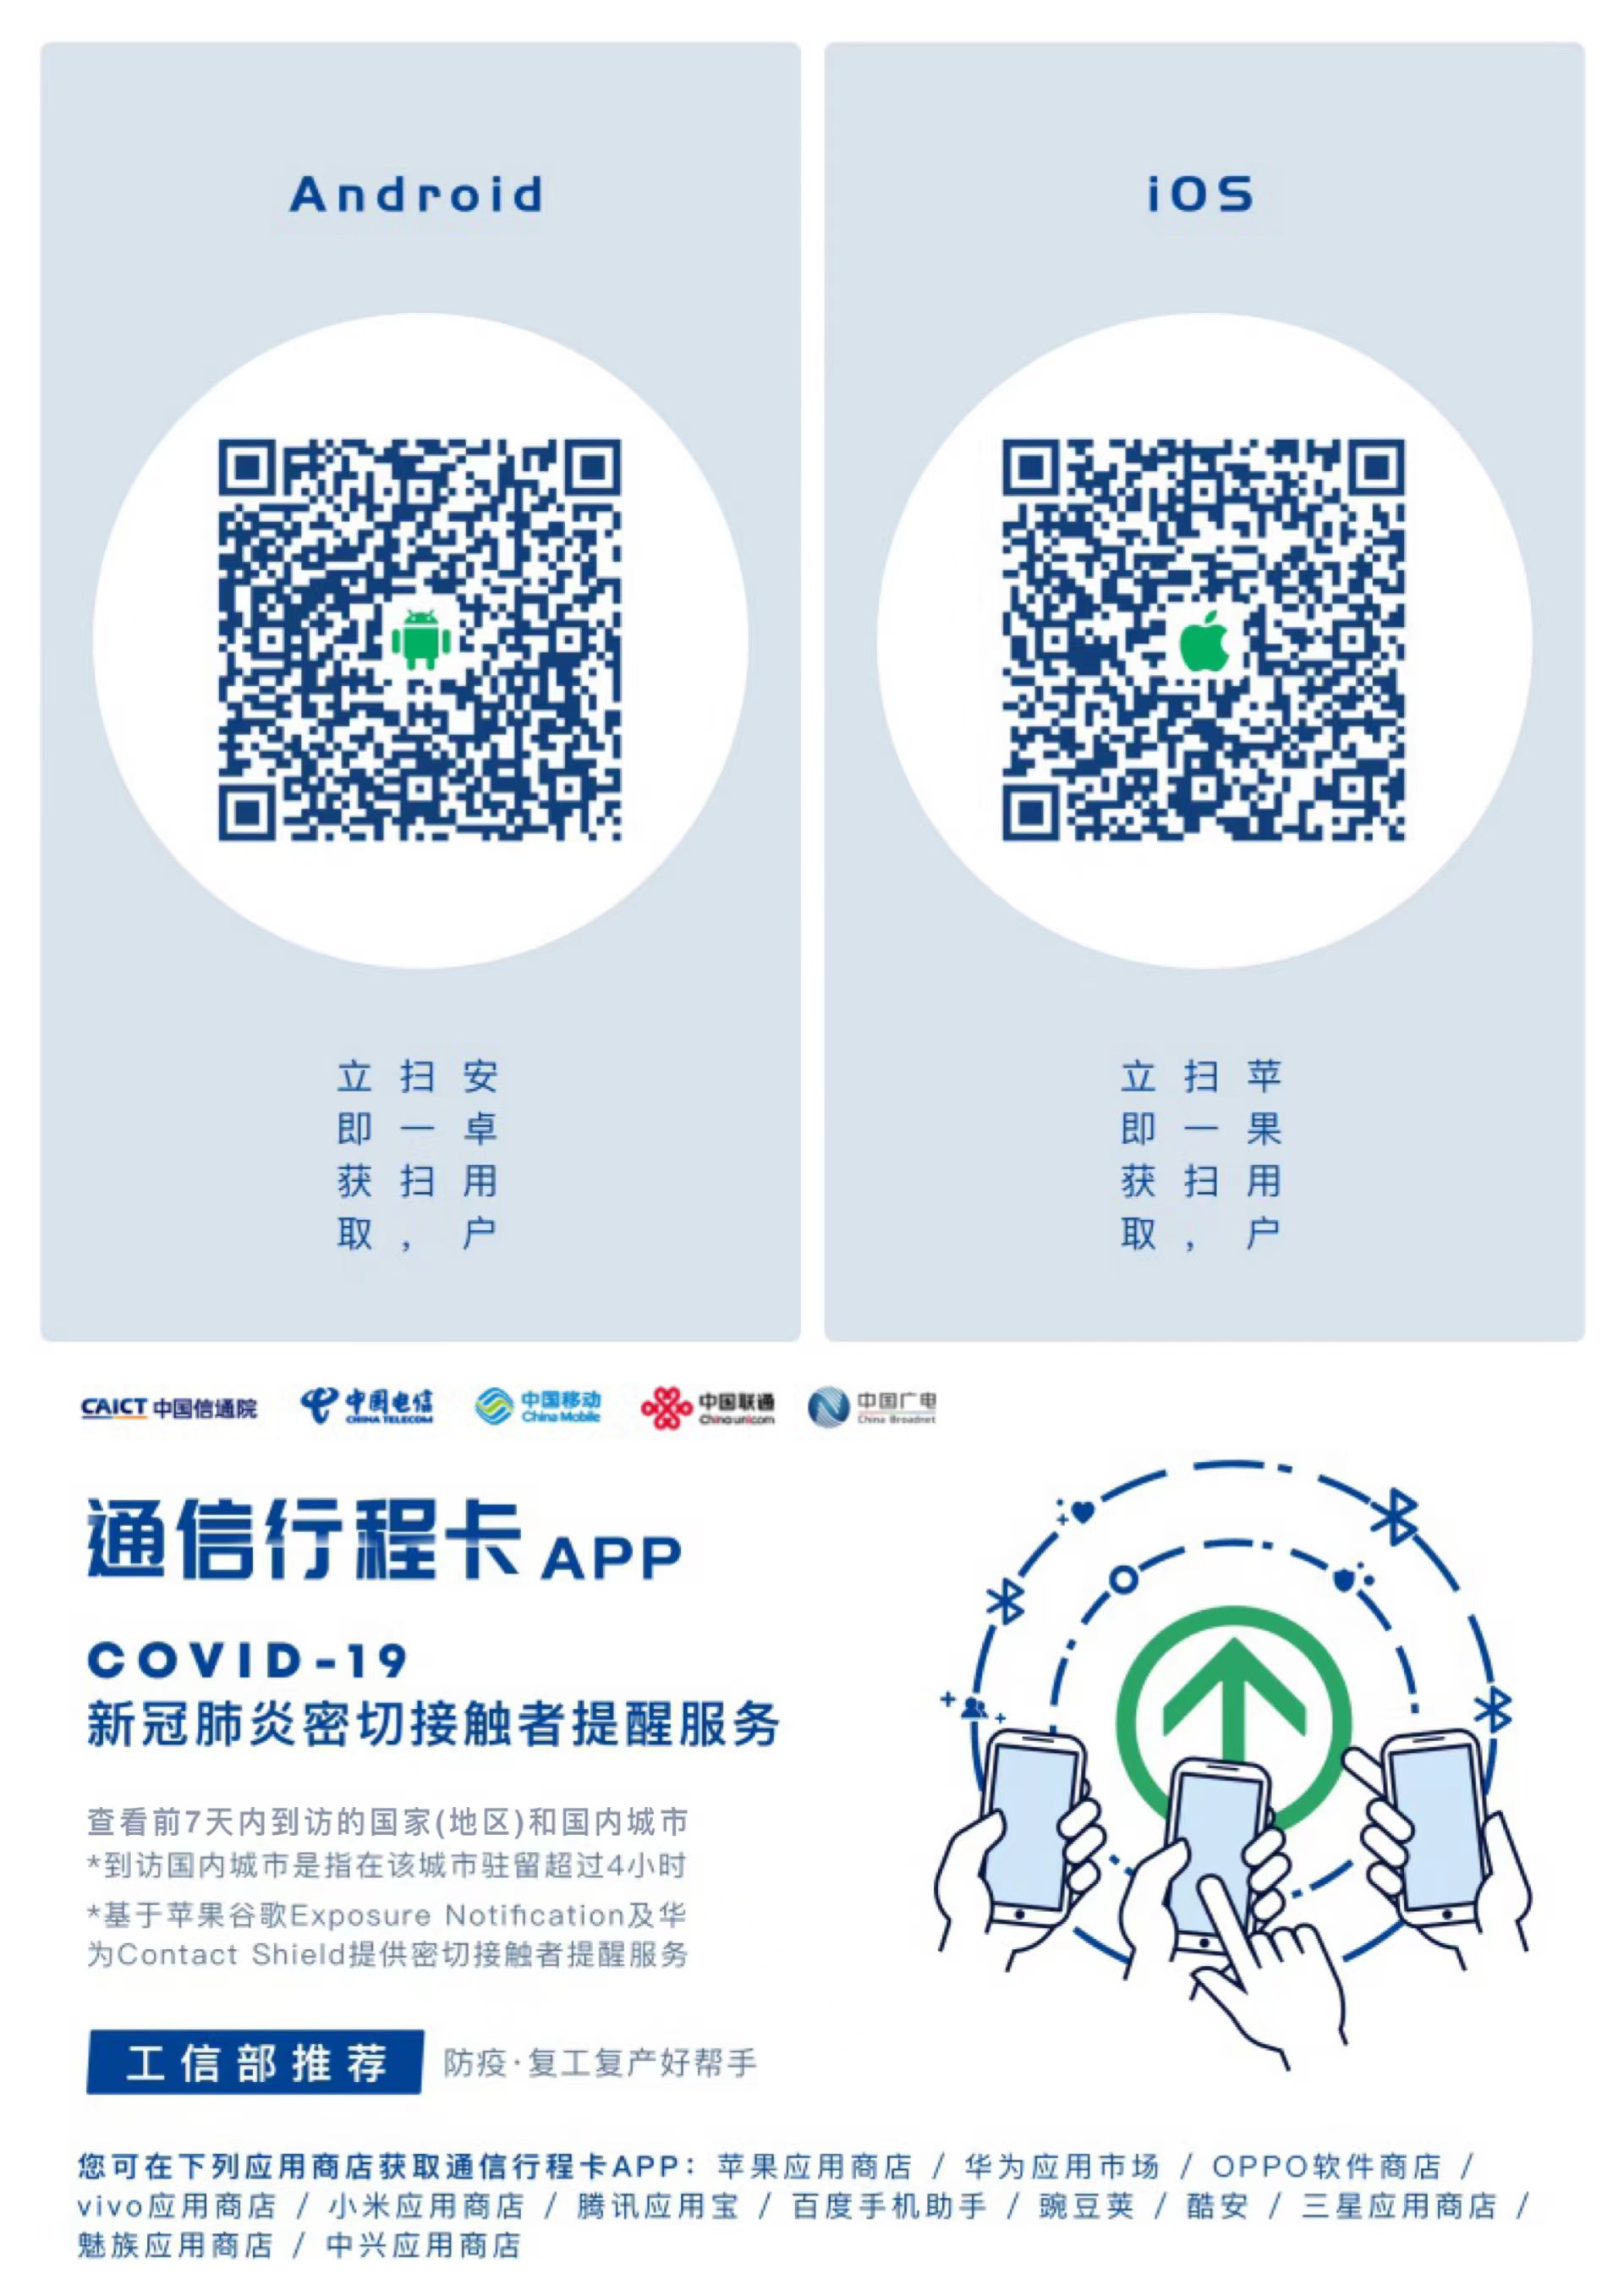 Android
安卓用户
扫一扫，
立即获取
iOS
苹果用户
扫一扫，
立即获取
CAICT 中国信通院
中国电信
CHINA TELECOM
中国移动
China Mobile
中国联通
China unicom
中国广电
China Broadnet
通信行程卡 APP
COVID-19
新冠肺炎密切接触者提醒服务
查看前7天内到访的国家(地区)和国内城市
*到访国内城市是指在该城市驻留超过4小时
*基于苹果谷歌Exposure Notification及华
为Contact Shield提供密切接触者提醒服务
工信部推荐 防疫·复工复产好帮手
您可在下列应用商店获取通信行程卡APP：苹果应用商店 / 华为应用市场 / OPPO软件商店 /
vivo应用商店 / 小米应用商店 / 腾讯应用宝 / 百度手机助手 / 豌豆荚 / 酷安 / 三星应用商店 /
魅族应用商店 / 中兴应用商店